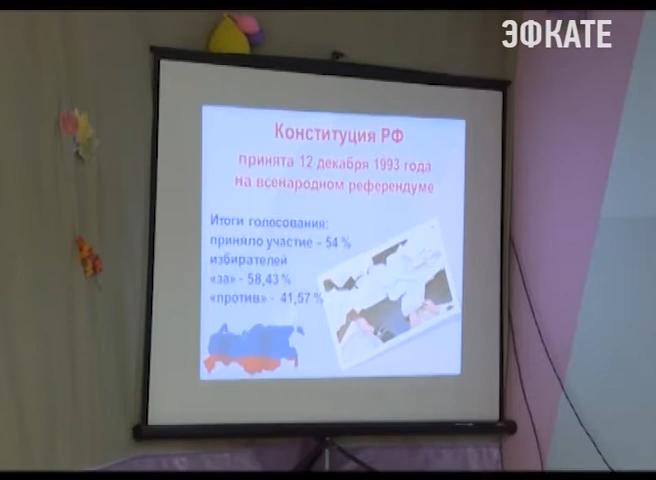 ЭФКАТЕ
Конституция РФ
принята 12 декабря 1993 года
на всенародном референдуме
Итоги голосования:
приняло участие - 54 %
избирателей
«за» - 58,43 %
«против» - 41,57 %